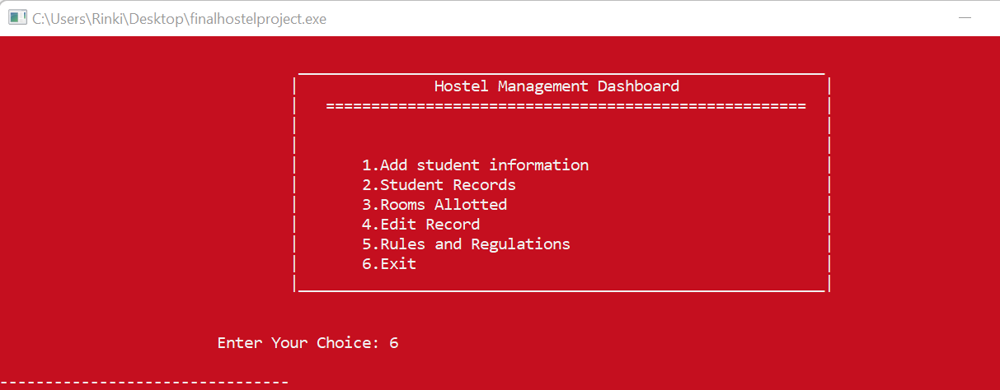 C:\Users\Rinki\Desktop\finalhostelproject.exe
Hostel Management Dashboard
=====================================================
1.Add student information
2.Student Records
3.Rooms Allotted
4.Edit Record
5.Rules and Regulations
6.Exit
Enter Your Choice: 6
--------------------------------